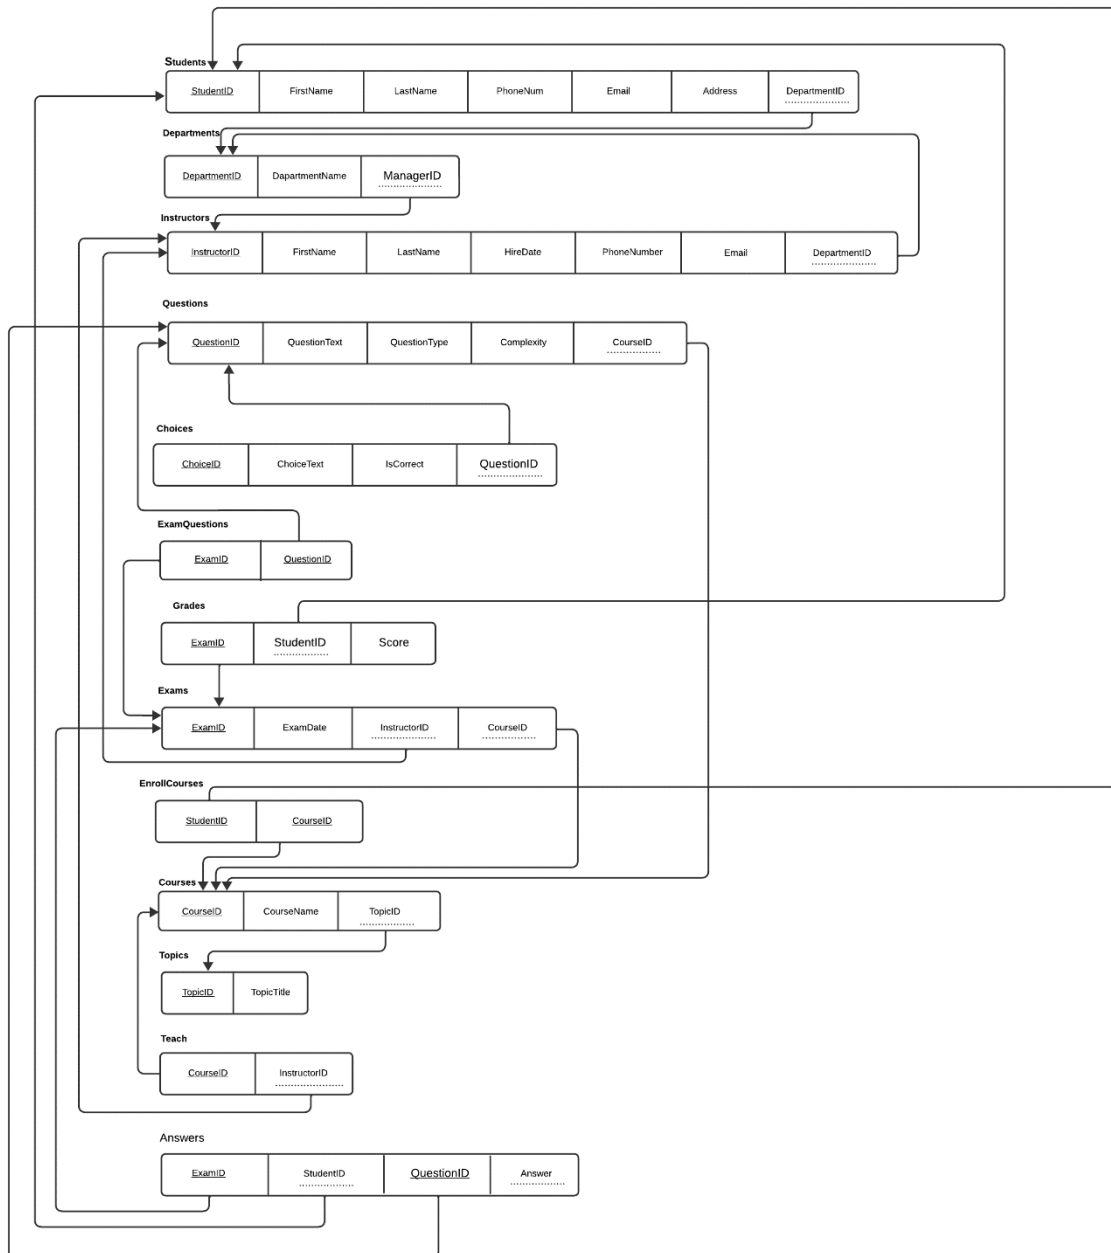 Students
StudentID FirstName LastName PhoneNum Email Address DepartmentID
Departments
DepartmentID DapartmentName ManagerID
Instructors
InstructorID FirstName LastName HireDate PhoneNumber Email DepartmentID
Questions
QuestionID QuestionText QuestionType Complexity CourseID
Choices
ChoiceID ChoiceText IsCorrect QuestionID
ExamQuestions
ExamID QuestionID
Grades
ExamID StudentID Score
Exams
ExamID ExamDate InstructorID CourseID
EnrollCourses
StudentID CourseID
Courses
CourseID CourseName TopicID
Topics
TopicID TopicTitle
Teach
CourseID InstructorID
Answers
ExamID StudentID QuestionID Answer